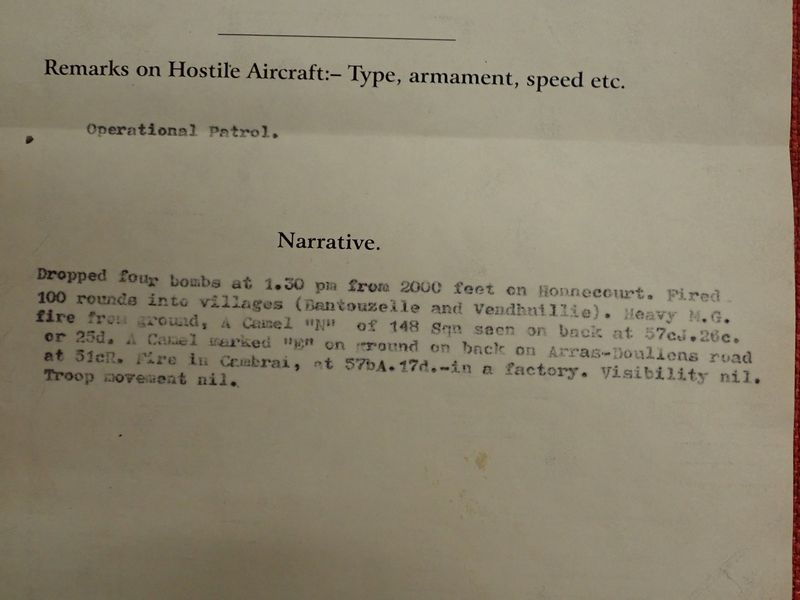 Remarks on Hostile Aircraft:– Type, armament, speed etc.
Operational Patrol.
Narrative.
Dropped four bombs at 1.30 pm from 2000 feet on Honnecourt. Fired
100 rounds into villages (Bantouzelle and Vendhuillie). Heavy M.G.
fire from ground, A Camel "N" of 148 Sqn seen on back at 57cJ.26c.
or 25d. A Camel marked on ground on back on Arras-Doullens road
at 51cR. Fire in Cambrai, at 57bA.17d.-in a factory. Visibility nil.
Troop movement nil.